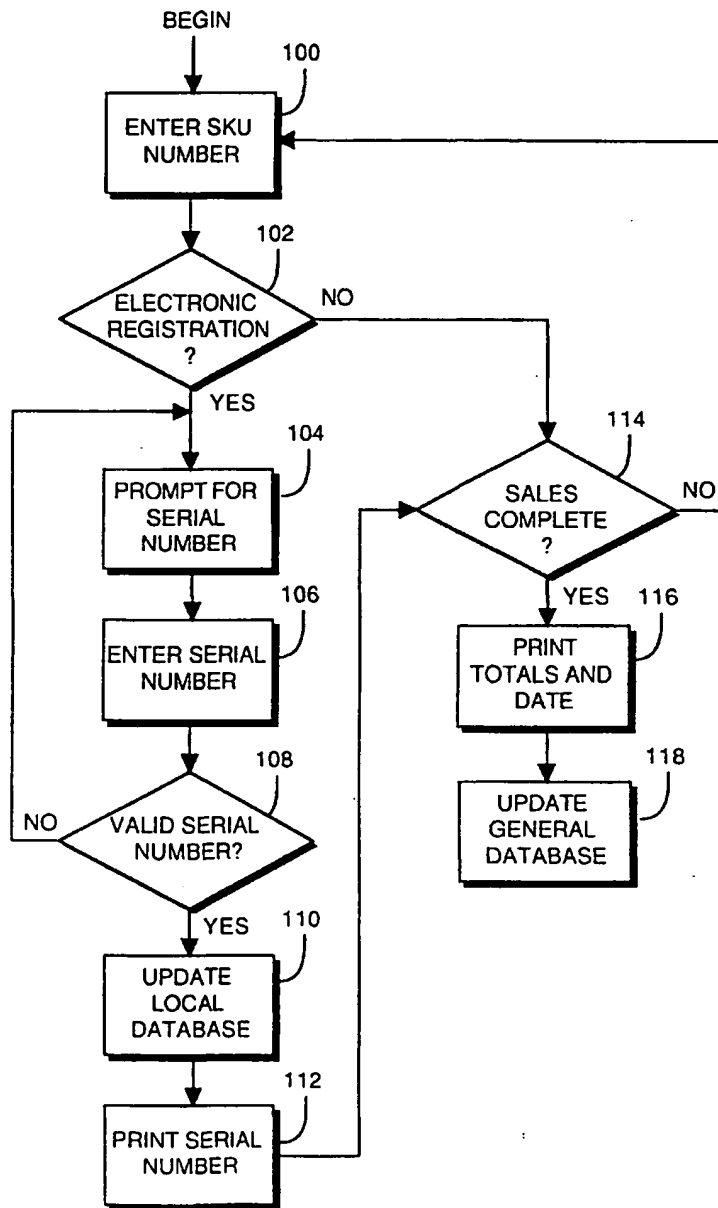 BEGIN
100
ENTER SKU
NUMBER
102
ELECTRONIC
REGISTRATION
?
NO
YES
104
PROMPT FOR
SERIAL
NUMBER
106
ENTER SERIAL
NUMBER
108
VALID SERIAL
NUMBER?
NO
YES
110
UPDATE
LOCAL
DATABASE
112
PRINT SERIAL
NUMBER
114
SALES
COMPLETE
?
NO
YES
116
PRINT
TOTALS AND
DATE
118
UPDATE
GENERAL
DATABASE